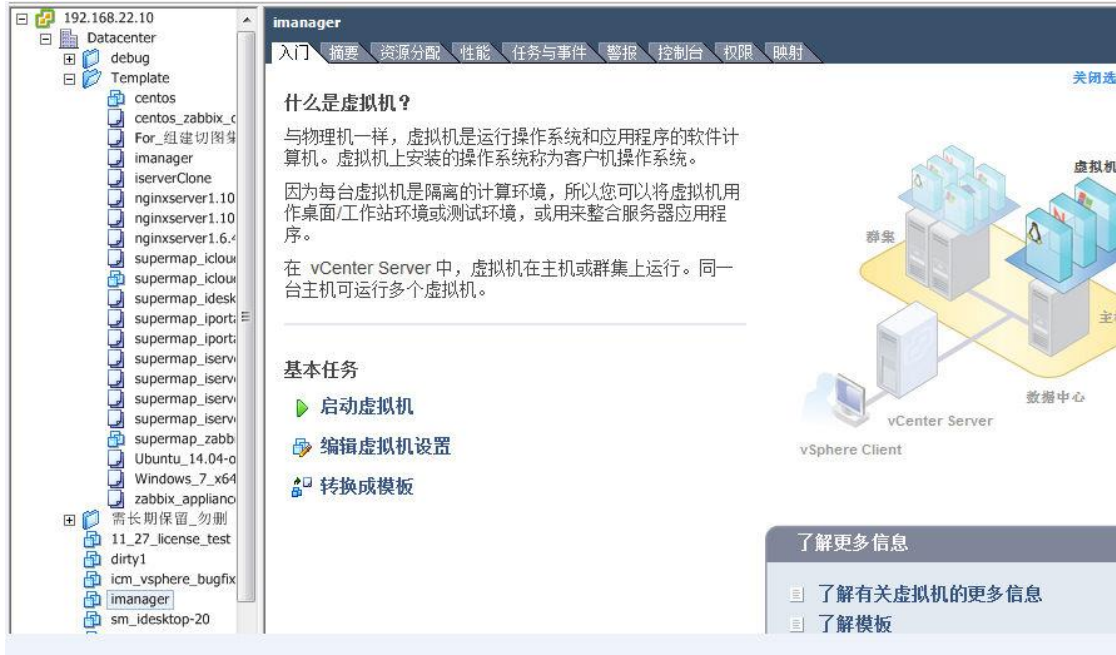 192.168.22.10
Datacenter
debug
Template
centos
centos_zabbix_c
For_组建切图集
imanager
iserverClone
nginxserver1.10
nginxserver1.10
nginxserver1.6.4
supermap_iclou
supermap_iclou
supermap_idesk
supermap_iporta
supermap_iporta
supermap_iserv
supermap_iserv
supermap_iserv
supermap_iserve
supermap_zabb
Ubuntu_14.04-o
Windows_7_x64
zabbix_applianc
需长期保留_勿删
11_27_license_test
dirty1
icm_vsphere_bugfix
imanager
sm_idesktop-20
imanager
入门 摘要 资源分配 性能 任务与事件 警报 控制台 权限 映射
关闭选
什么是虚拟机？
与物理机一样，虚拟机是运行操作系统和应用程序的软件计
算机。虚拟机上安装的操作系统称为客户机操作系统。
因为每台虚拟机是隔离的计算环境，所以您可以将虚拟机用
作桌面/工作站环境或测试环境，或用来整合服务器应用程
序。
在 vCenter Server 中，虚拟机在主机或群集上运行。同一
台主机可运行多个虚拟机。
基本任务
启动虚拟机
编辑虚拟机设置
转换成模板
虚拟机
群集
主机
数据中心
vCenter Server
vSphere Client
了解更多信息
了解有关虚拟机的更多信息
了解模板